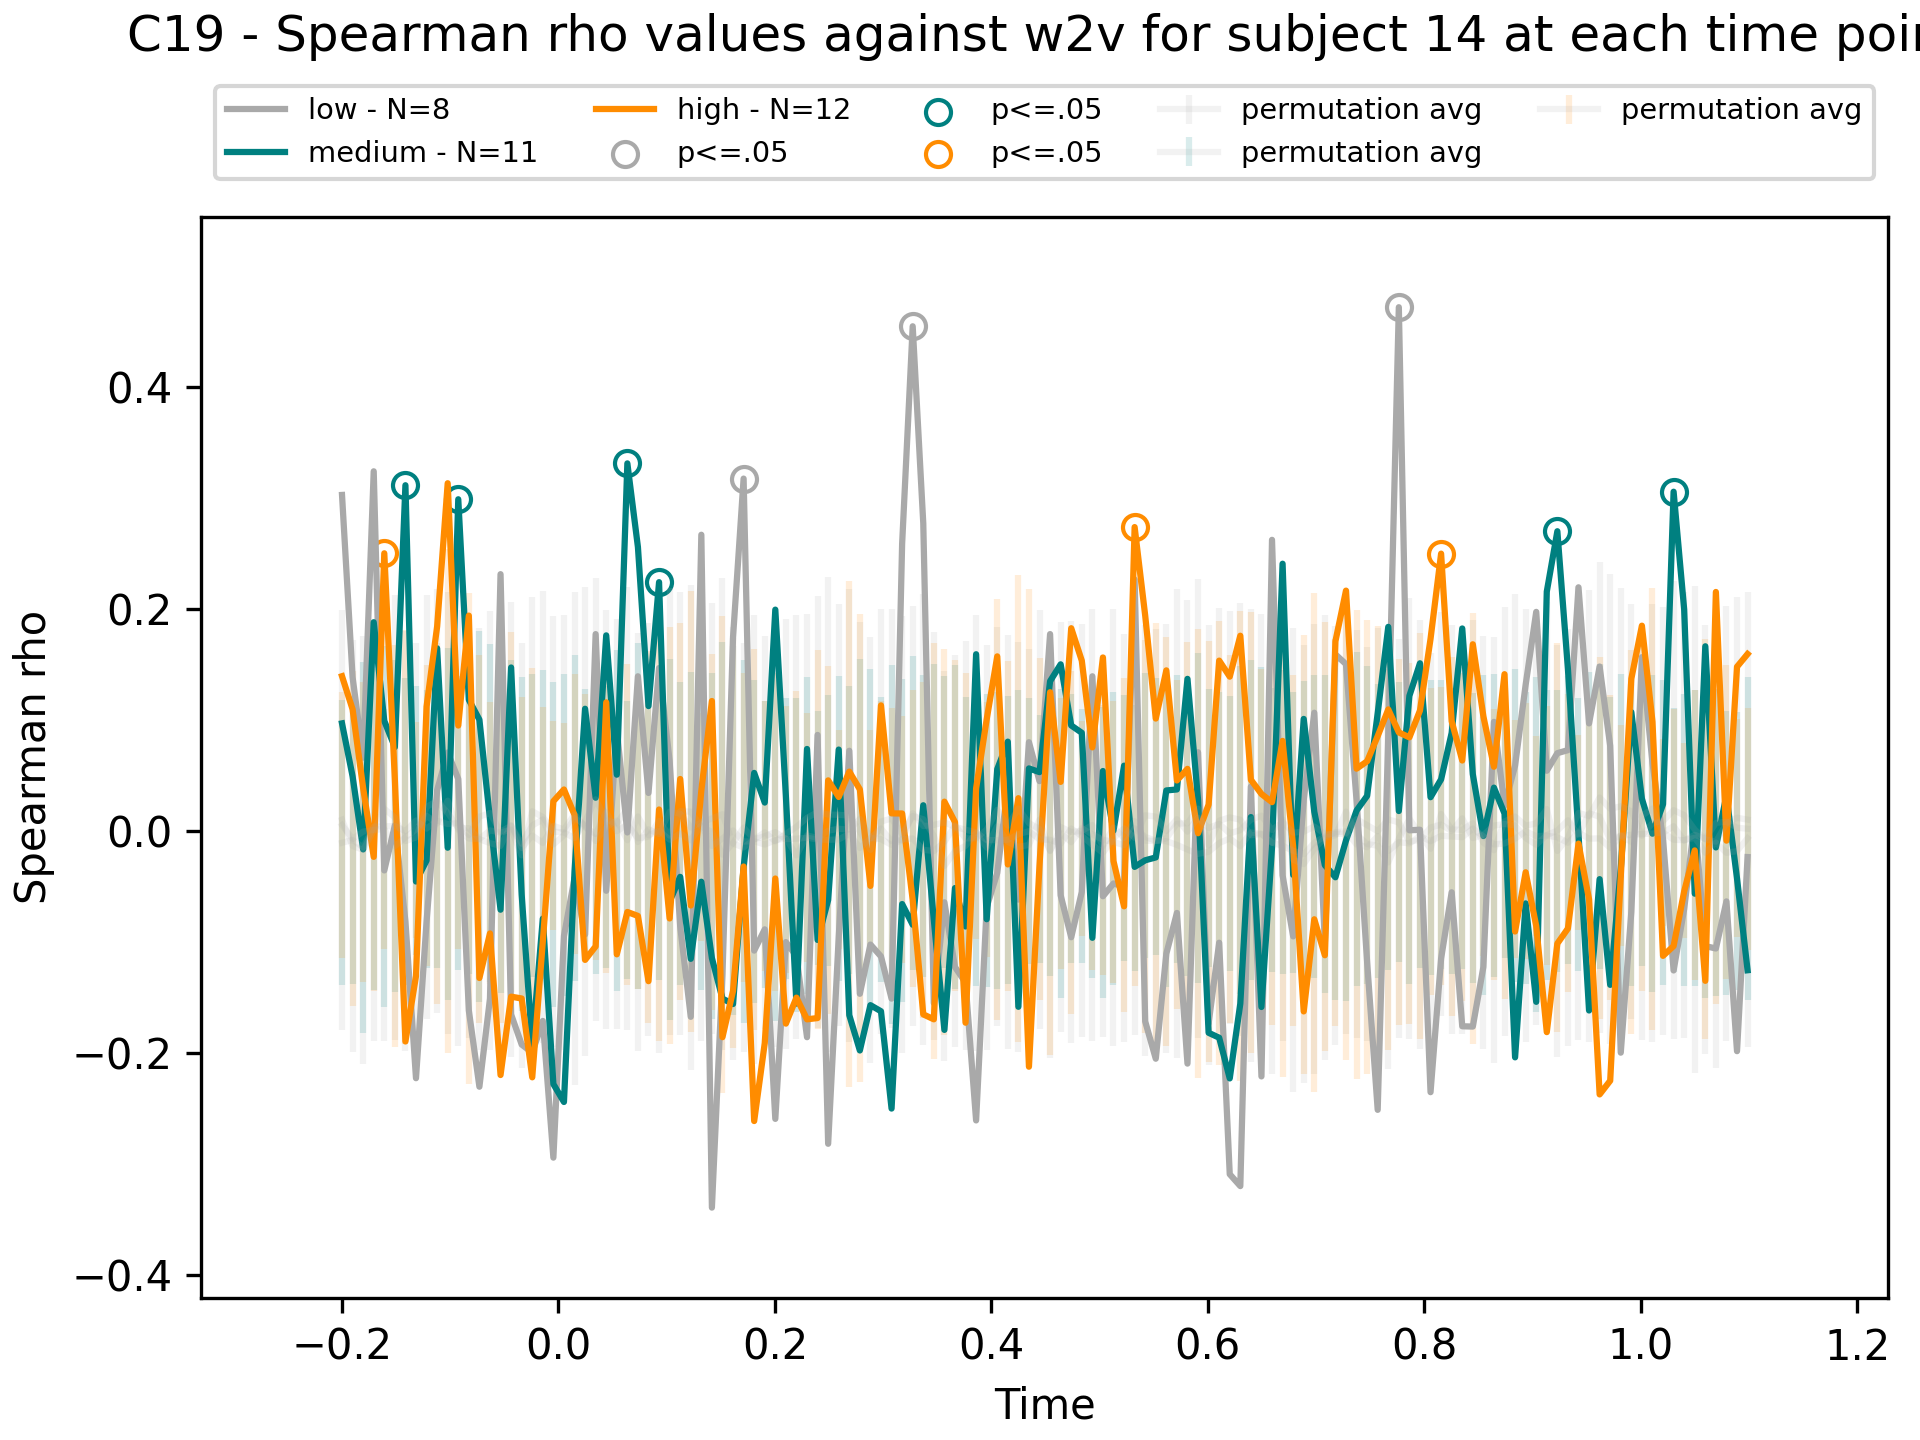 C19 - Spearman rho values against w2v for subject 14 at each time poi
low - N=8
medium - N=11
high - N=12
p<=.05
p<=.05
p<=.05
permutation avg
permutation avg
permutation avg
Spearman rho
0.4
0.2
0.0
−0.2
−0.4
−0.2 0.0 0.2 0.4 0.6 0.8 1.0 1.2
Time